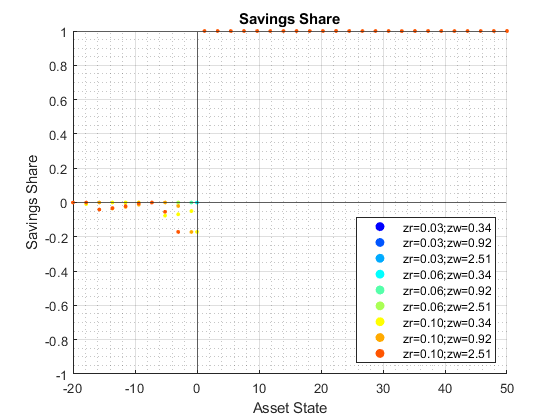 Savings Share
1
0.8
0.6
0.4
0.2
0
-0.2
-0.4
-0.6
-0.8
-1
Savings Share
zr=0.03;zw=0.34
zr=0.03;zw=0.92
zr=0.03;zw=2.51
zr=0.06;zw=0.34
zr=0.06;zw=0.92
zr=0.06;zw=2.51
zr=0.10;zw=0.34
zr=0.10;zw=0.92
zr=0.10;zw=2.51
-20 -10 0 10 20 30 40 50
Asset State